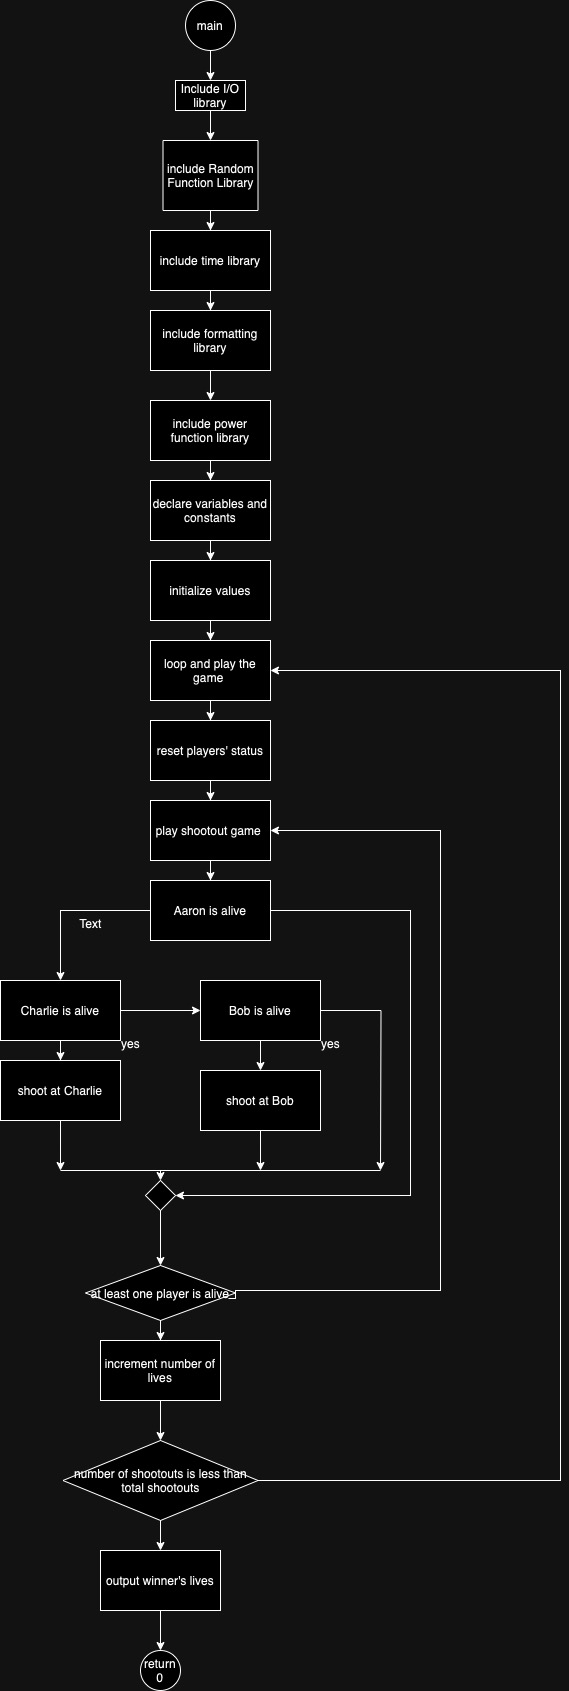 main
Include I/O
library
include Random
Function Library
include time library
include formatting
library
include power
function library
declare variables and
constants
initialize values
loop and play the
game
reset players' status
play shootout game
Aaron is alive
Text
Charlie is alive
Bob is alive
yes
yes
shoot at Charlie
shoot at Bob
at least one player is alive
increment number of
lives
number of shootouts is less than
total shootouts
output winner's lives
return
0